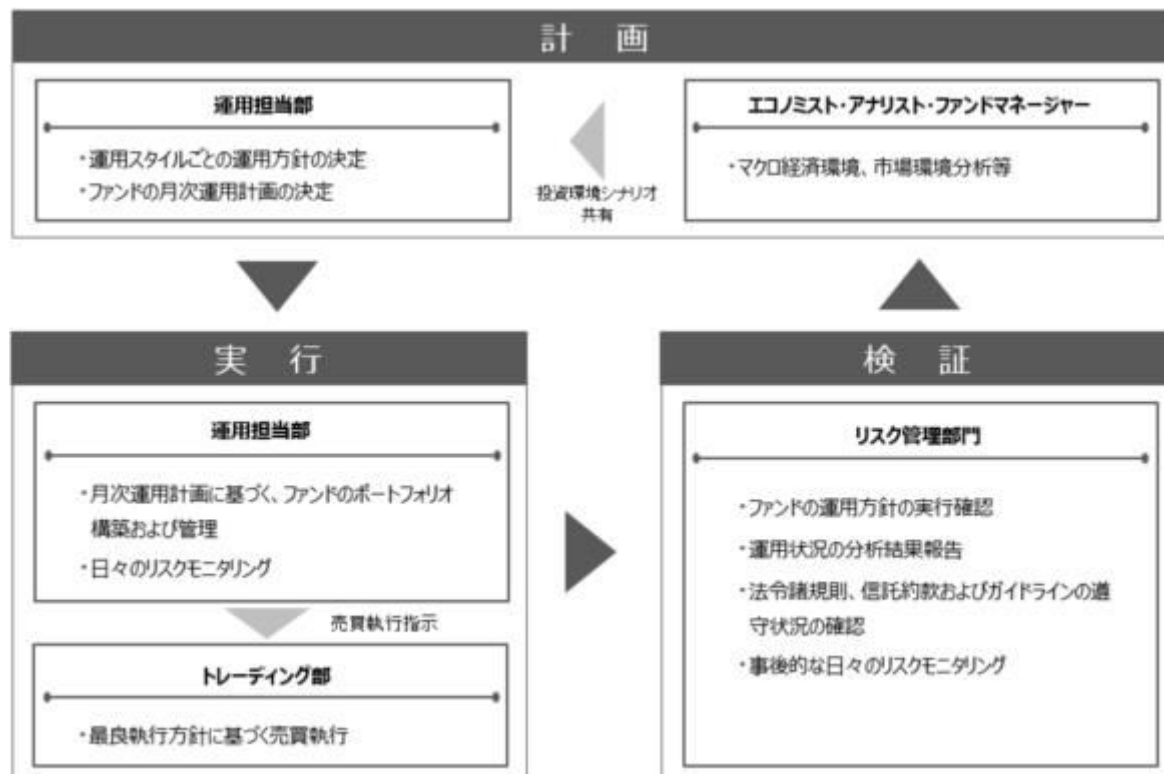 計 画
運用担当部
・運用スタイルごとの運用方針の決定
・ファンドの月次運用計画の決定
投資環境シナリオ
共有
エコノミスト・アナリスト・ファンドマネージャー
・マクロ経済環境、市場環境分析等
実 行
運用担当部
・月次運用計画に基づく、ファンドのポートフォリオ
構築および管理
・日々のリスクモニタリング
売買執行指示
トレーディング部
・最良執行方針に基づく売買執行
検 証
リスク管理部門
・ファンドの運用方針の実行確認
・運用状況の分析結果報告
・法令諸規則、信託約款およびガイドラインの遵
守状況の確認
・事後的な日々のリスクモニタリング